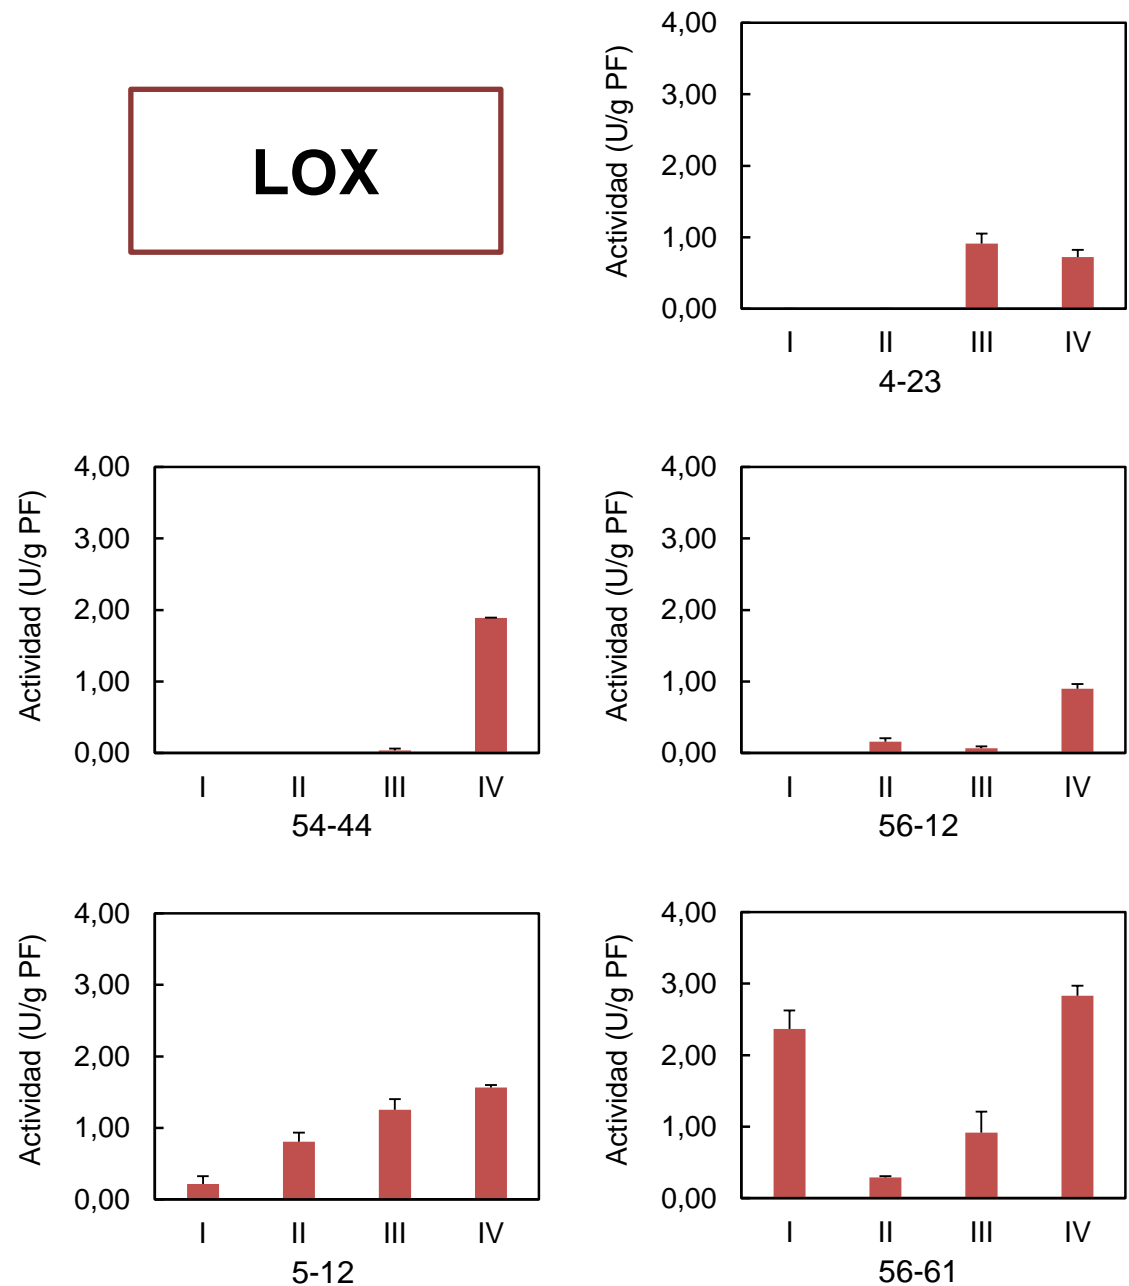 LOX
Actividad (U/g PF)
4,00
3,00
2,00
1,00
0,00
I II III IV
4-23
Actividad (U/g PF)
4,00
3,00
2,00
1,00
0,00
I II III IV
54-44
Actividad (U/g PF)
4,00
3,00
2,00
1,00
0,00
I II III IV
56-12
Actividad (U/g PF)
4,00
3,00
2,00
1,00
0,00
I II III IV
5-12
Actividad (U/g PF)
4,00
3,00
2,00
1,00
0,00
I II III IV
56-61